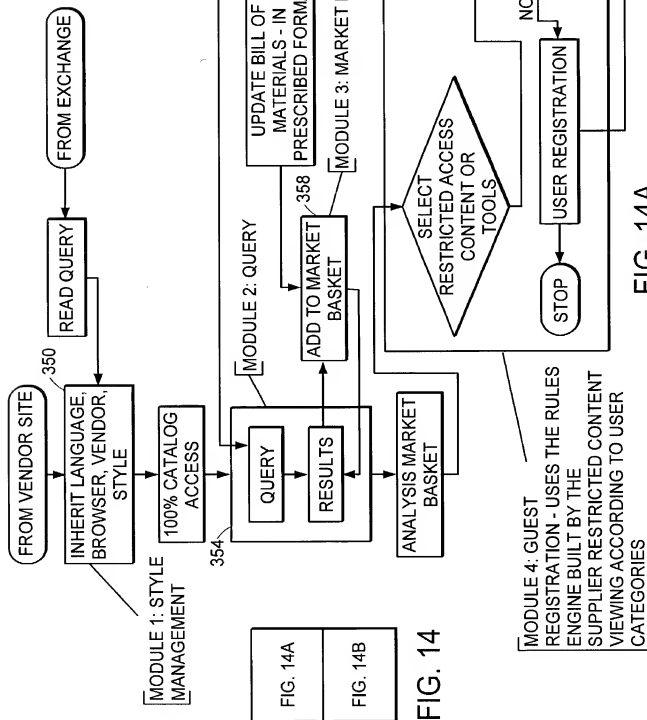 FROM VENDOR SITE
FROM EXCHANGE
READ QUERY
350
INHERIT LANGUAGE,
BROWSER, VENDOR,
STYLE
MODULE 1: STYLE
MANAGEMENT
100% CATALOG
ACCESS
354
QUERY
RESULTS
MODULE 2: QUERY
UPDATE BILL OF
MATERIALS - IN
PRESCRIBED FORM
358
ADD TO MARKET
BASKET
MODULE 3: MARKET
ANALYSIS MARKET
BASKET
SELECT
RESTRICTED ACCESS
CONTENT OR
TOOLS
NO
USER REGISTRATION
STOP
MODULE 4: GUEST
REGISTRATION - USES THE RULES
ENGINE BUILT BY THE
SUPPLIER RESTRICTED CONTENT
VIEWING ACCORDING TO USER
CATEGORIES
FIG. 14A
FIG. 14A
FIG. 14B
FIG. 14